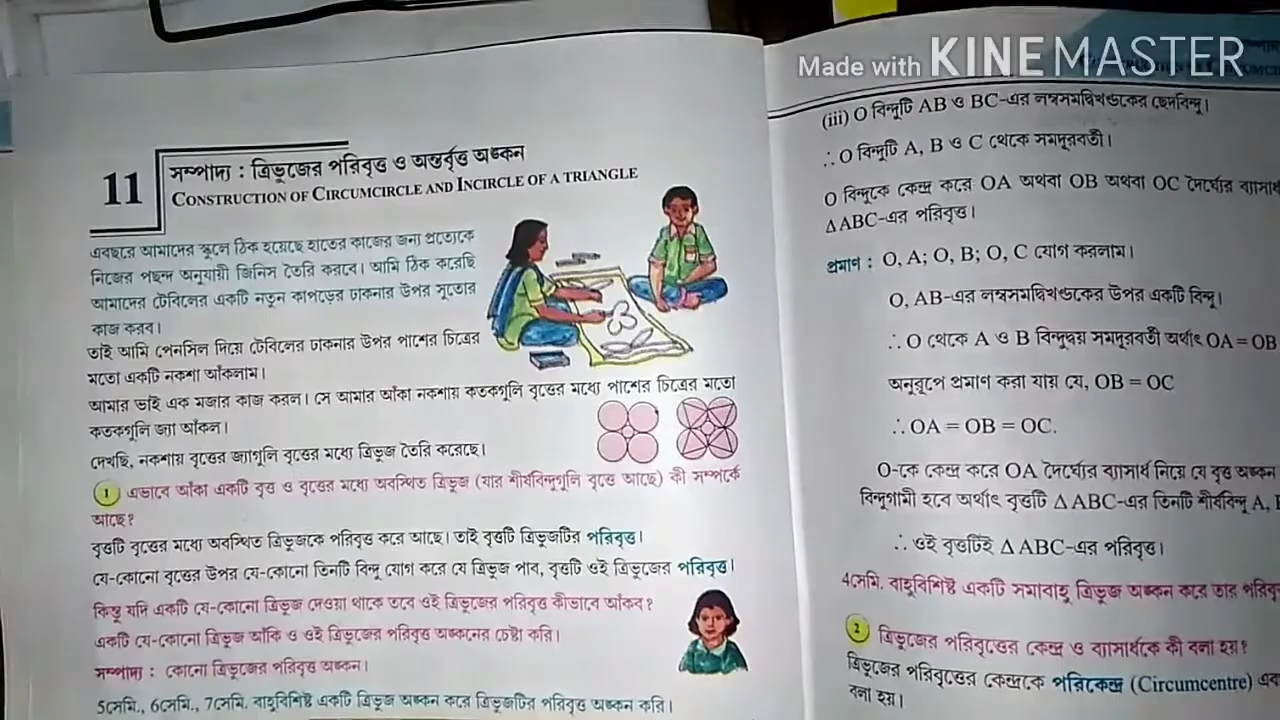 Made with KINEMASTER
11
সম্পাদ্য : ত্রিভুজের পরিবৃত্ত ও অন্তর্বৃত্ত অঙ্কন
CONSTRUCTION OF CIRCUMCIRCLE AND INCIRCLE OF A TRIANGLE
এবছরে আমাদের স্কুলে ঠিক হয়েছে হাতের কাজের জন্য প্রত্যেকে
নিজের পছন্দ অনুযায়ী জিনিস তৈরি করবে। আমি ঠিক করেছি
আমাদের টেবিলের একটি নতুন কাপড়ের ঢাকনার উপর সুতোর
কাজ করব।
তাই আমি পেনসিল দিয়ে টেবিলের ঢাকনার উপর পাশের চিত্রের
মতো একটি নকশা আঁকলাম।
আমার ভাই এক মজার কাজ করল। সে আমার আঁকা নকশায় কতকগুলি বৃত্তের মধ্যে পাশের চিত্রের মতো
কতকগুলি জ্যা আঁকল।
দেখছি, নকশায় বৃত্তের জ্যাগুলি বৃত্তের মধ্যে ত্রিভুজ তৈরি করেছে।
1 এভাবে আঁকা একটি বৃত্ত ও বৃত্তের মধ্যে অবস্থিত ত্রিভুজ (যার শীর্ষবিন্দুগুলি বৃত্তে আছে) কী সম্পর্কে
আছে?
বৃত্তটি বৃত্তের মধ্যে অবস্থিত ত্রিভুজকে পরিবৃত্ত করে আছে। তাই বৃত্তটি ত্রিভুজটির পরিবৃত্ত।
যে-কোনো বৃত্তের উপর যে-কোনো তিনটি বিন্দু যোগ করে যে ত্রিভুজ পাব, বৃত্তটি ওই ত্রিভুজের পরিবৃত্ত।
কিন্তু যদি একটি যে-কোনো ত্রিভুজ দেওয়া থাকে তবে ওই ত্রিভুজের পরিবৃত্ত কীভাবে আঁকব?
একটি যে-কোনো ত্রিভুজ আঁকি ও ওই ত্রিভুজের পরিবৃত্ত অঙ্কনের চেষ্টা করি।
সম্পাদ্য : কোনো ত্রিভুজের পরিবৃত্ত অঙ্কন।
5সেমি., 6সেমি., 7সেমি. বাহুবিশিষ্ট একটি ত্রিভুজ অঙ্কন করে ত্রিভুজটির পরিবৃত্ত অঙ্কন করি।
(iii) O বিন্দুটি AB ও BC-এর লম্বসমদ্বিখণ্ডকের ছেদবিন্দু।
∴ O বিন্দুটি A, B ও C থেকে সমদূরবর্তী।
O বিন্দুকে কেন্দ্র করে OA অথবা OB অথবা OC দৈর্ঘ্যের
Δ ABC-এর পরিবৃত্ত।
প্রমাণ : O, A; O, B; O, C যোগ করলাম।
O, AB-এর লম্বসমদ্বিখণ্ডকের উপর একটি বিন্দু।
∴ O থেকে A ও B বিন্দুদ্বয় সমদূরবর্তী অর্থাৎ OA = OB
অনুরূপে প্রমাণ করা যায় যে, OB = OC
∴ OA = OB = OC.
O-কে কেন্দ্র করে OA দৈর্ঘ্যের ব্যাসার্ধ নিয়ে যে বৃত্ত অঙ্কন
বিন্দুগামী হবে অর্থাৎ বৃত্তটি Δ ABC-এর তিনটি শীর্ষবিন্দু A,
∴ ওই বৃত্তটিই Δ ABC-এর পরিবৃত্ত।
4সেমি. বাহুবিশিষ্ট একটি সমবাহু ত্রিভুজ অঙ্কন করে তার
2 ত্রিভুজের পরিবৃত্তের কেন্দ্র ও ব্যাসার্ধকে কী বলা হয়?
ত্রিভুজের পরিবৃত্তের কেন্দ্রকে পরিকেন্দ্র (Circumcentre)
বলা হয়।